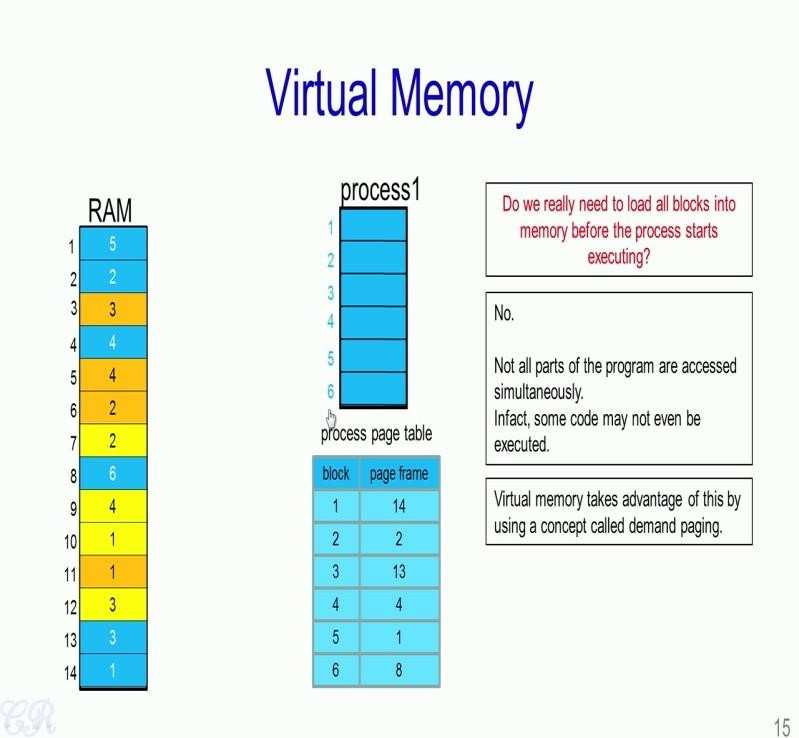 Virtual Memory
RAM
1 5
2 2
3 3
4 4
5 4
6 2
7 2
8 6
9 4
10 1
11 1
12 3
13 3
14 1
process1
1
2
3
4
5
6
process page table
block page frame
1 14
2 2
3 13
4 4
5 1
6 8
Do we really need to load all blocks into
memory before the process starts
executing?
No.
Not all parts of the program are accessed
simultaneously.
Infact, some code may not even be
executed.
Virtual memory takes advantage of this by
using a concept called demand paging.
CR
15